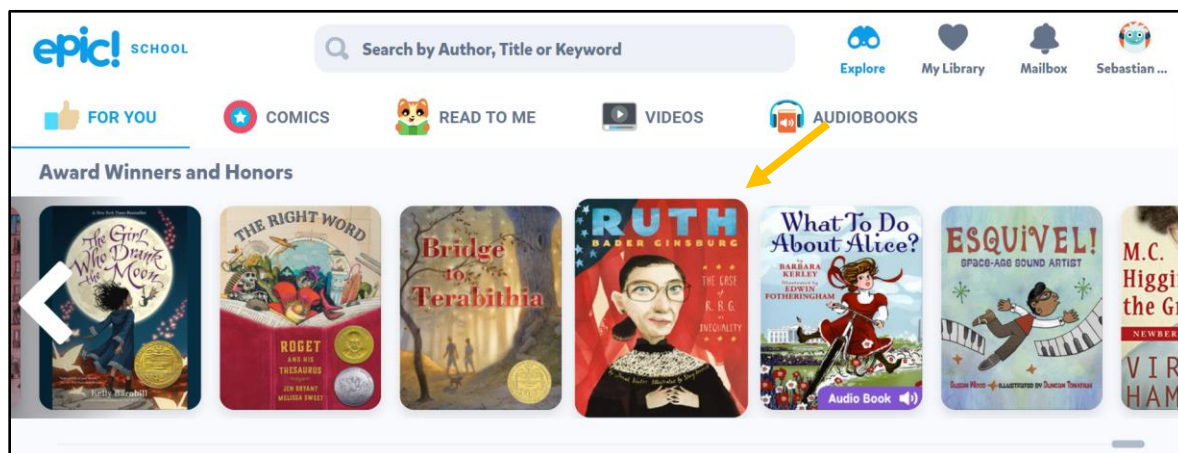 epic! SCHOOL
Search by Author, Title or Keyword
Explore
My Library
Mailbox
Sebastian ...
FOR YOU
COMICS
READ TO ME
VIDEOS
AUDIOBOOKS
Award Winners and Honors
The Girl
Who Drank
the Moon
Kelly Barnhill
THE RIGHT WORD
ROGET
AND HIS
THESAURUS
JEN BRYANT
MELISSA SWEET
Bridge
to
Terabithia
RUTH
BADER GINSBURG
THE CASE
of
R. B. G.
vs.
INEQUALITY
What To Do
About Alice?
by
BARBARA
KERLEY
Illustrated by
EDWIN
FOTHERINGHAM
Audio Book
ESQUIVEL!
SPACE-AGE SOUND ARTIST
SUSAN WOOD
ILLUSTRATED BY DUNCAN TONATIUH
M.C.
Higgi
the G
NEWBER
VIR
HAM